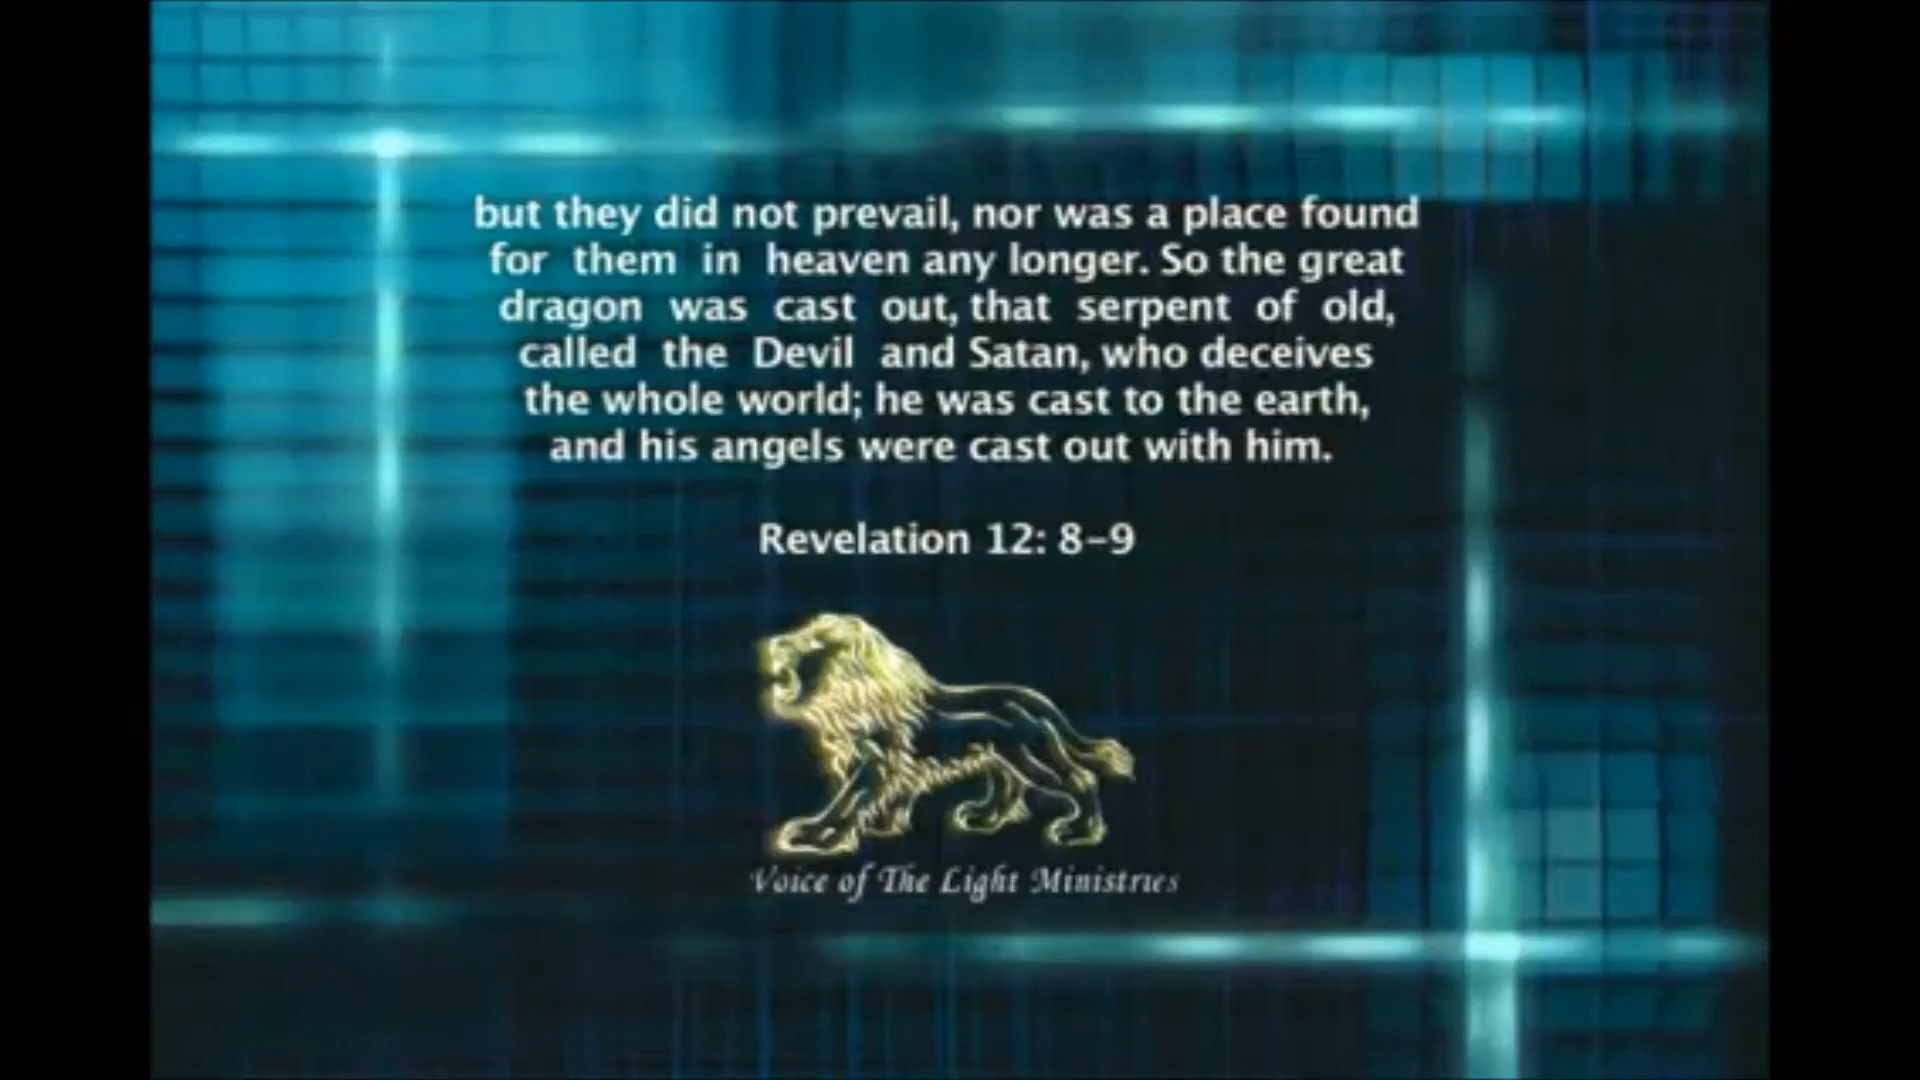 but they did not prevail, nor was a place found
for them in heaven any longer. So the great
dragon was cast out, that serpent of old,
called the Devil and Satan, who deceives
the whole world; he was cast to the earth,
and his angels were cast out with him.
Revelation 12: 8-9
Voice of The Light Ministries